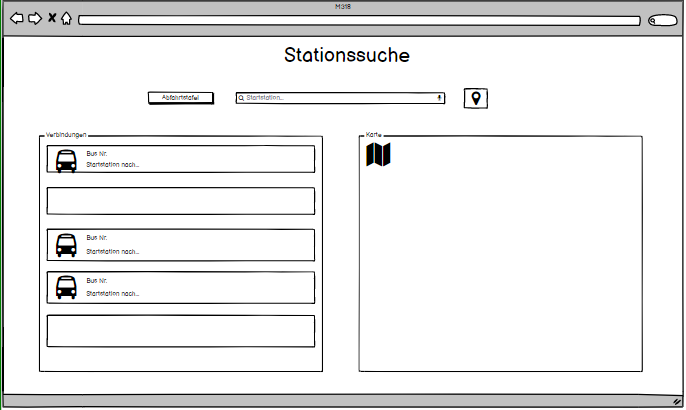 M318
Stationssuche
Abfahrtstafel
Startstation...
Verbindungen
Karte
Bus Nr.
Startstation nach...
Bus Nr.
Startstation nach...
Bus Nr.
Startstation nach...